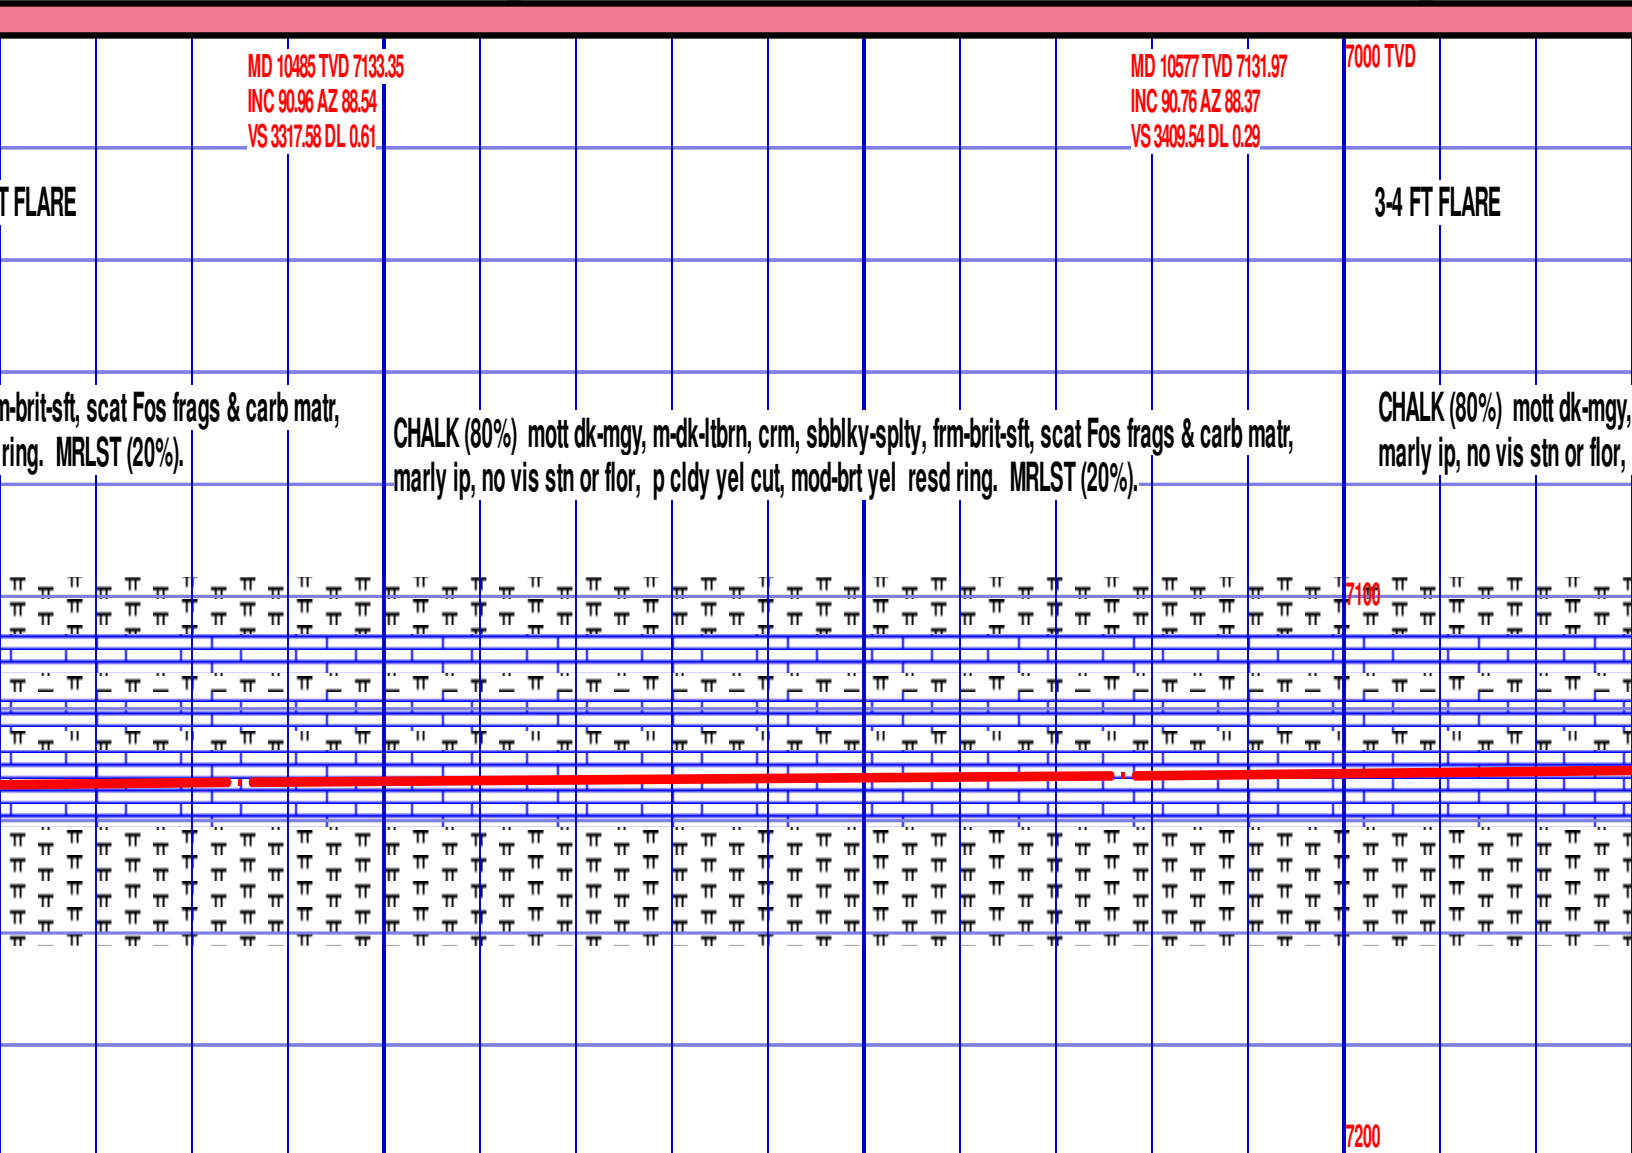 MD 10485 TVD 7133.35
INC 90.96 AZ 88.54
VS 3317.58 DL 0.61
MD 10577 TVD 7131.97
INC 90.76 AZ 88.37
VS 3409.54 DL 0.29
7000 TVD
T FLARE
3-4 FT FLARE
m-brit-sft, scat Fos frags & carb matr,
ring. MRLST (20%).
CHALK (80%) mott dk-mgy, m-dk-ltbrn, crm, sbblky-splty, frm-brit-sft, scat Fos frags & carb matr,
marly ip, no vis stn or flor, p cldy yel cut, mod-brt yel resd ring. MRLST (20%).
CHALK (80%) mott dk-mgy,
marly ip, no vis stn or flor,
7100
7200